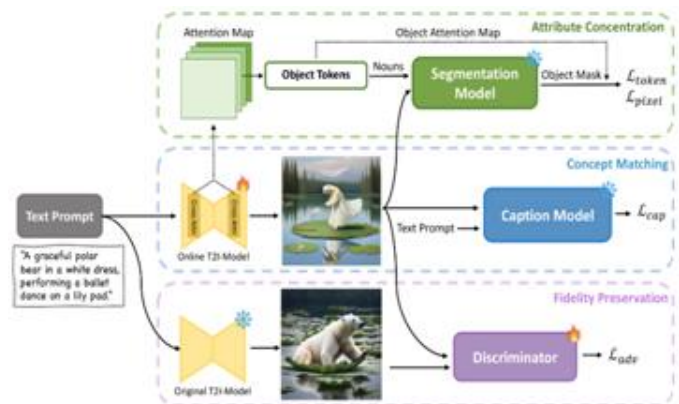 Attribute Concentration
Attention Map
Object Attention Map
Object Tokens
Nouns
Segmentation
Model
Object Mask
ℒtoken
ℒpixel
Concept Matching
Text Prompt
Online T2I-Model
Caption Model
Text Prompt
ℒcap
"A graceful polar
bear in a white dress,
performing a ballet
dance on a lily pad."
Fidelity Preservation
Original T2I-Model
Discriminator
ℒadv